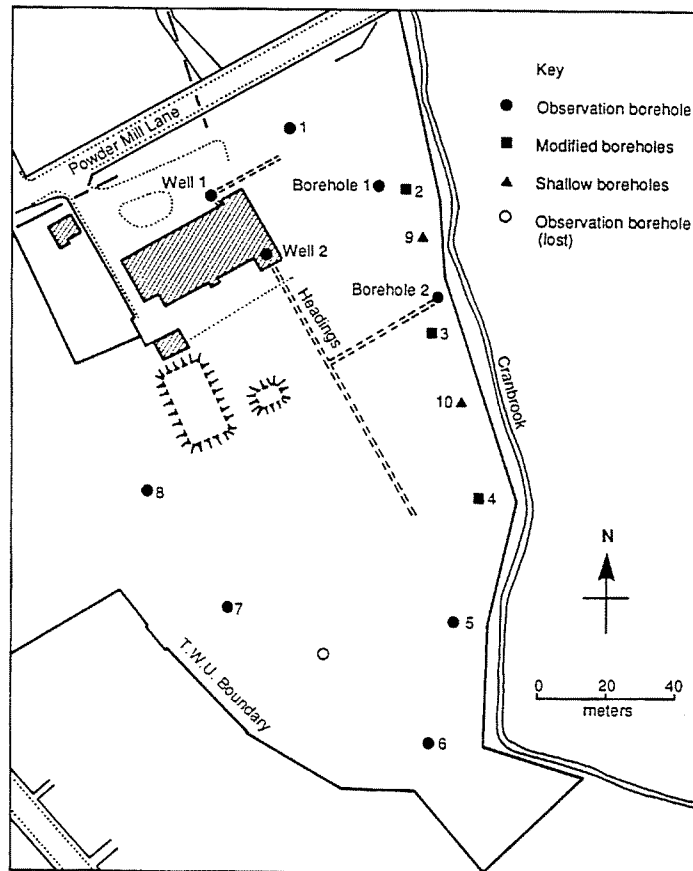 Key
Observation borehole
Modified boreholes
Shallow boreholes
Observation borehole
(lost)
Powder Mill Lane
1
Well 1
Borehole 1
2
9
Well 2
Borehole 2
Headings
3
Cranbrook
10
8
4
N
7
5
T.W.U. Boundary
0 20 40
meters
6